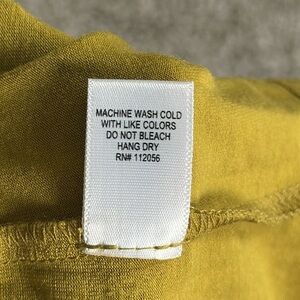 MACHINE WASH COLD
WITH LIKE COLORS
DO NOT BLEACH
HANG DRY
RN# 112056